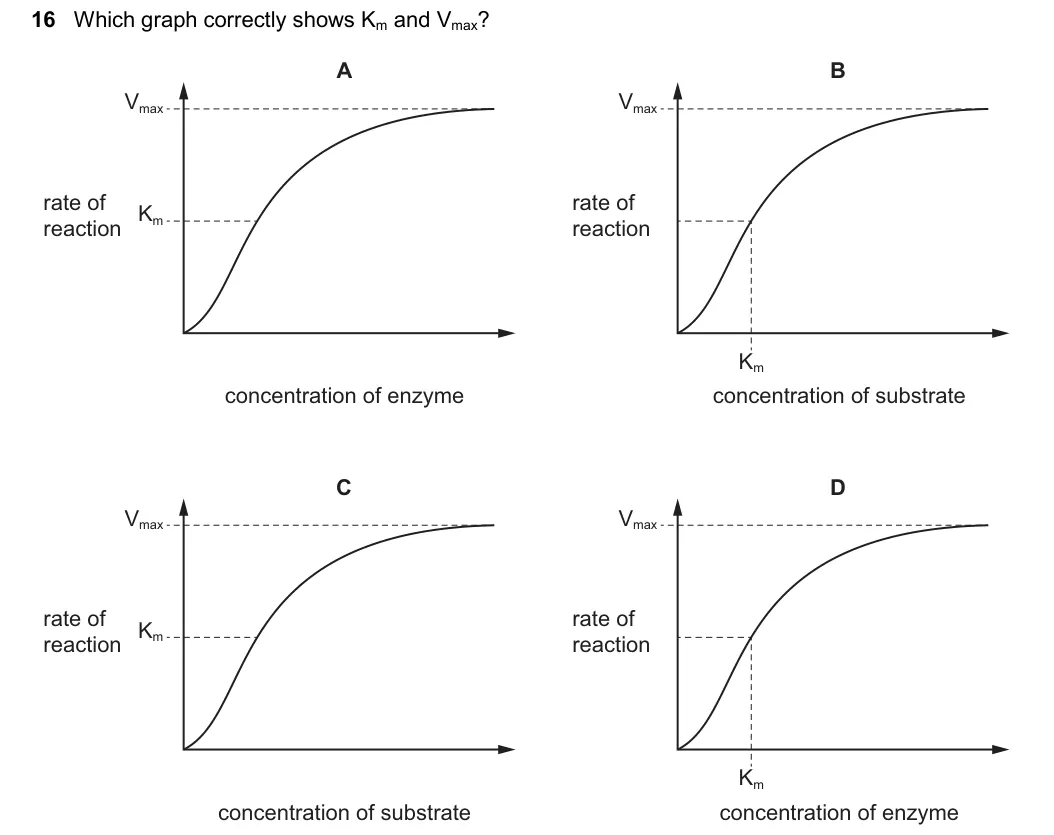 16 Which graph correctly shows Km and Vmax?
A
Vmax
rate of
reaction
Km
concentration of enzyme
B
Vmax
rate of
reaction
Km
concentration of substrate
C
Vmax
rate of
reaction
Km
concentration of substrate
D
Vmax
rate of
reaction
Km
concentration of enzyme